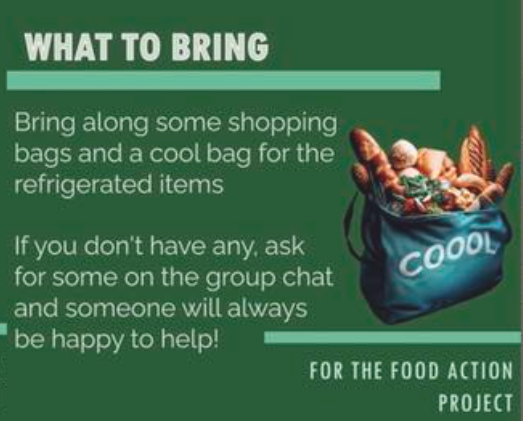 WHAT TO BRING
Bring along some shopping
bags and a cool bag for the
refrigerated items
If you don't have any, ask
for some on the group chat
and someone will always
be happy to help!
COOOL
FOR THE FOOD ACTION
PROJECT